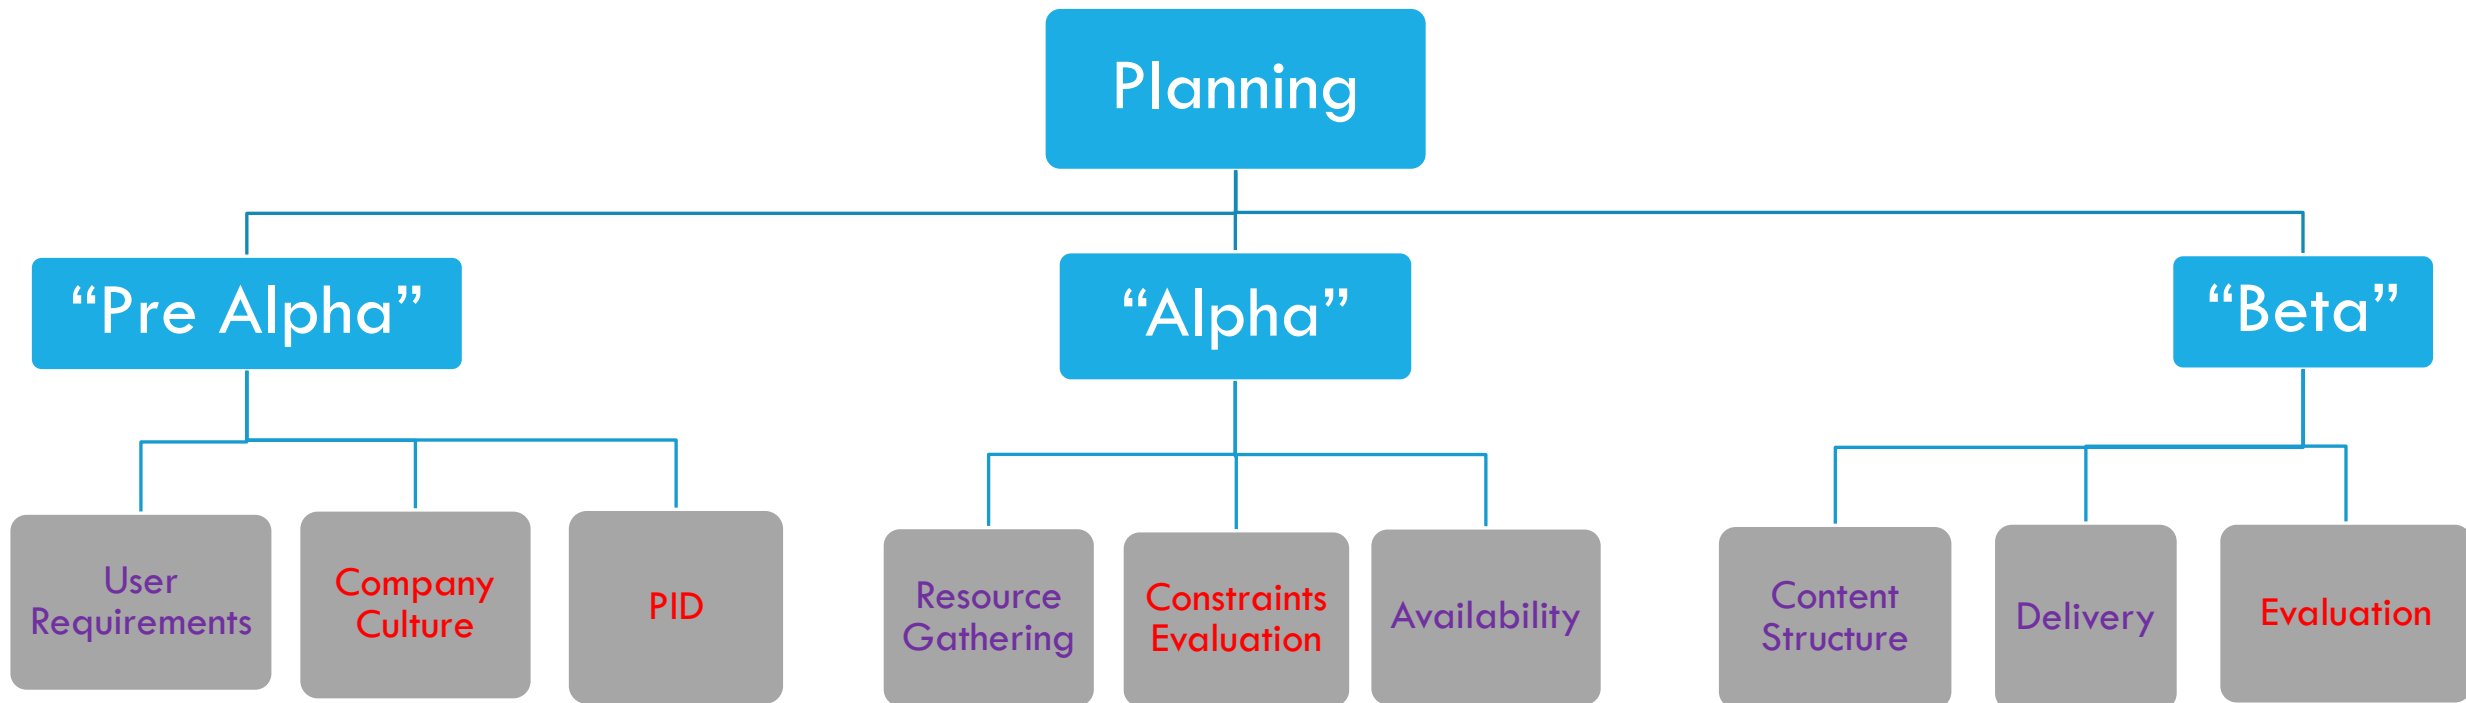 Planning
“Pre Alpha”
“Alpha”
“Beta”
User
Requirements
Company
Culture
PID
Resource
Gathering
Constraints
Evaluation
Availability
Content
Structure
Delivery
Evaluation